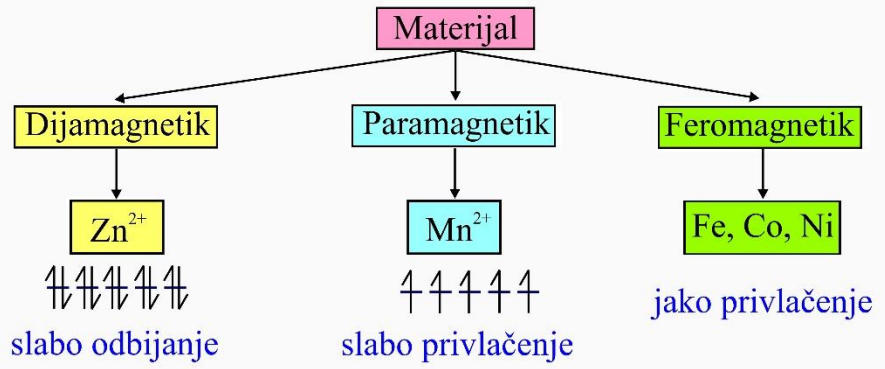 Materijal
Dijamagnetik
Paramagnetik
Feromagnetik
Zn²⁺
Mn²⁺
Fe, Co, Ni
slabo odbijanje
slabo privlačenje
jako privlačenje